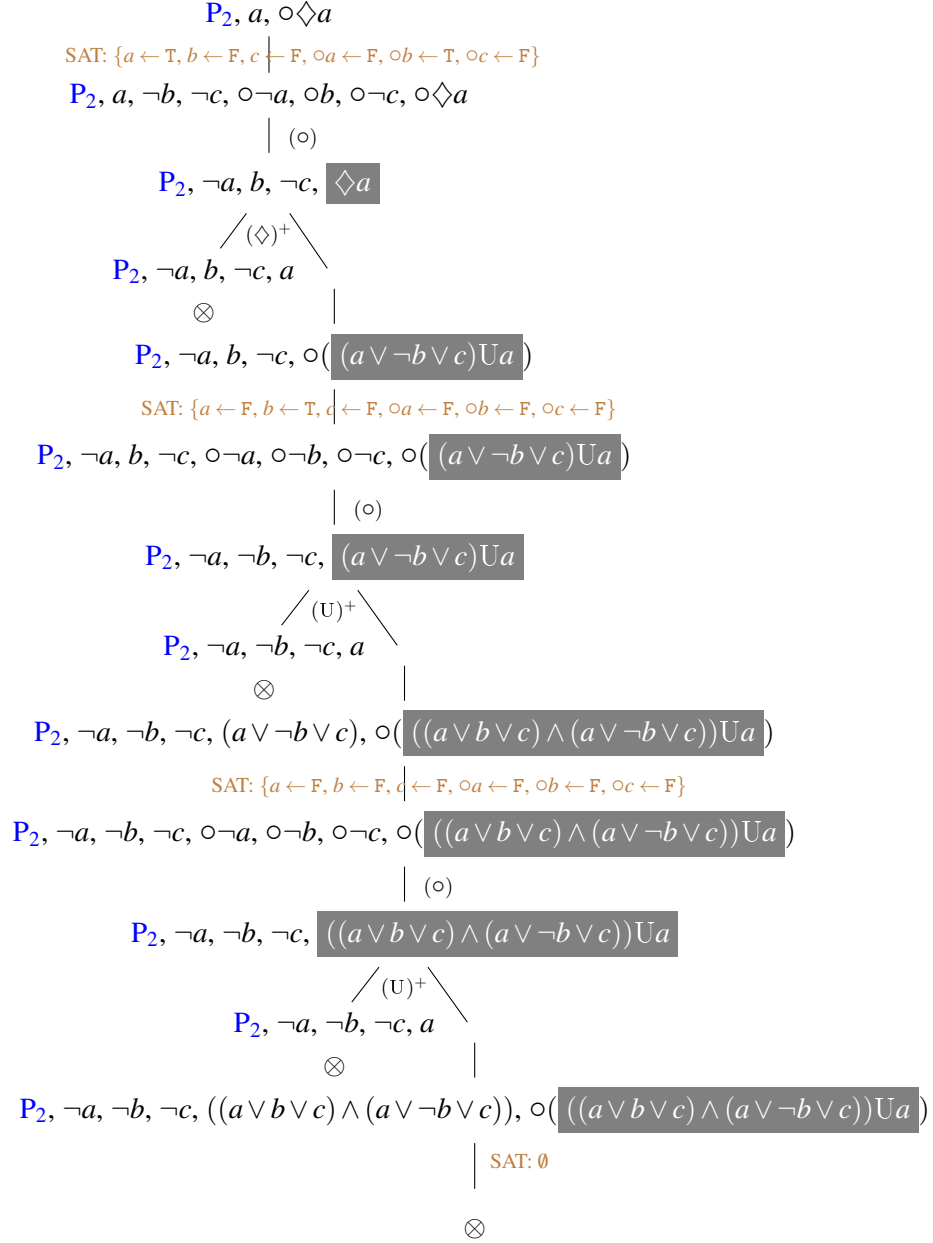 P₂, a, ○◇a
SAT: {a ← T, b ← F, c ← F, ○a ← F, ○b ← T, ○c ← F}
P₂, a, ¬b, ¬c, ○¬a, ○b, ○¬c, ○◇a
(○)
P₂, ¬a, b, ¬c, ◇a
(◇)⁺
P₂, ¬a, b, ¬c, a
⊗
P₂, ¬a, b, ¬c, ○((a ∨ ¬b ∨ c)Ua)
SAT: {a ← F, b ← T, c ← F, ○a ← F, ○b ← F, ○c ← F}
P₂, ¬a, b, ¬c, ○¬a, ○¬b, ○¬c, ○((a ∨ ¬b ∨ c)Ua)
(○)
P₂, ¬a, ¬b, ¬c, (a ∨ ¬b ∨ c)Ua
(U)⁺
P₂, ¬a, ¬b, ¬c, a
⊗
P₂, ¬a, ¬b, ¬c, (a ∨ ¬b ∨ c), ○(((a ∨ b ∨ c) ∧ (a ∨ ¬b ∨ c))Ua)
SAT: {a ← F, b ← F, c ← F, ○a ← F, ○b ← F, ○c ← F}
P₂, ¬a, ¬b, ¬c, ○¬a, ○¬b, ○¬c, ○(((a ∨ b ∨ c) ∧ (a ∨ ¬b ∨ c))Ua)
(○)
P₂, ¬a, ¬b, ¬c, ((a ∨ b ∨ c) ∧ (a ∨ ¬b ∨ c))Ua
(U)⁺
P₂, ¬a, ¬b, ¬c, a
⊗
P₂, ¬a, ¬b, ¬c, ((a ∨ b ∨ c) ∧ (a ∨ ¬b ∨ c)), ○(((a ∨ b ∨ c) ∧ (a ∨ ¬b ∨ c))Ua)
SAT: ∅
⊗